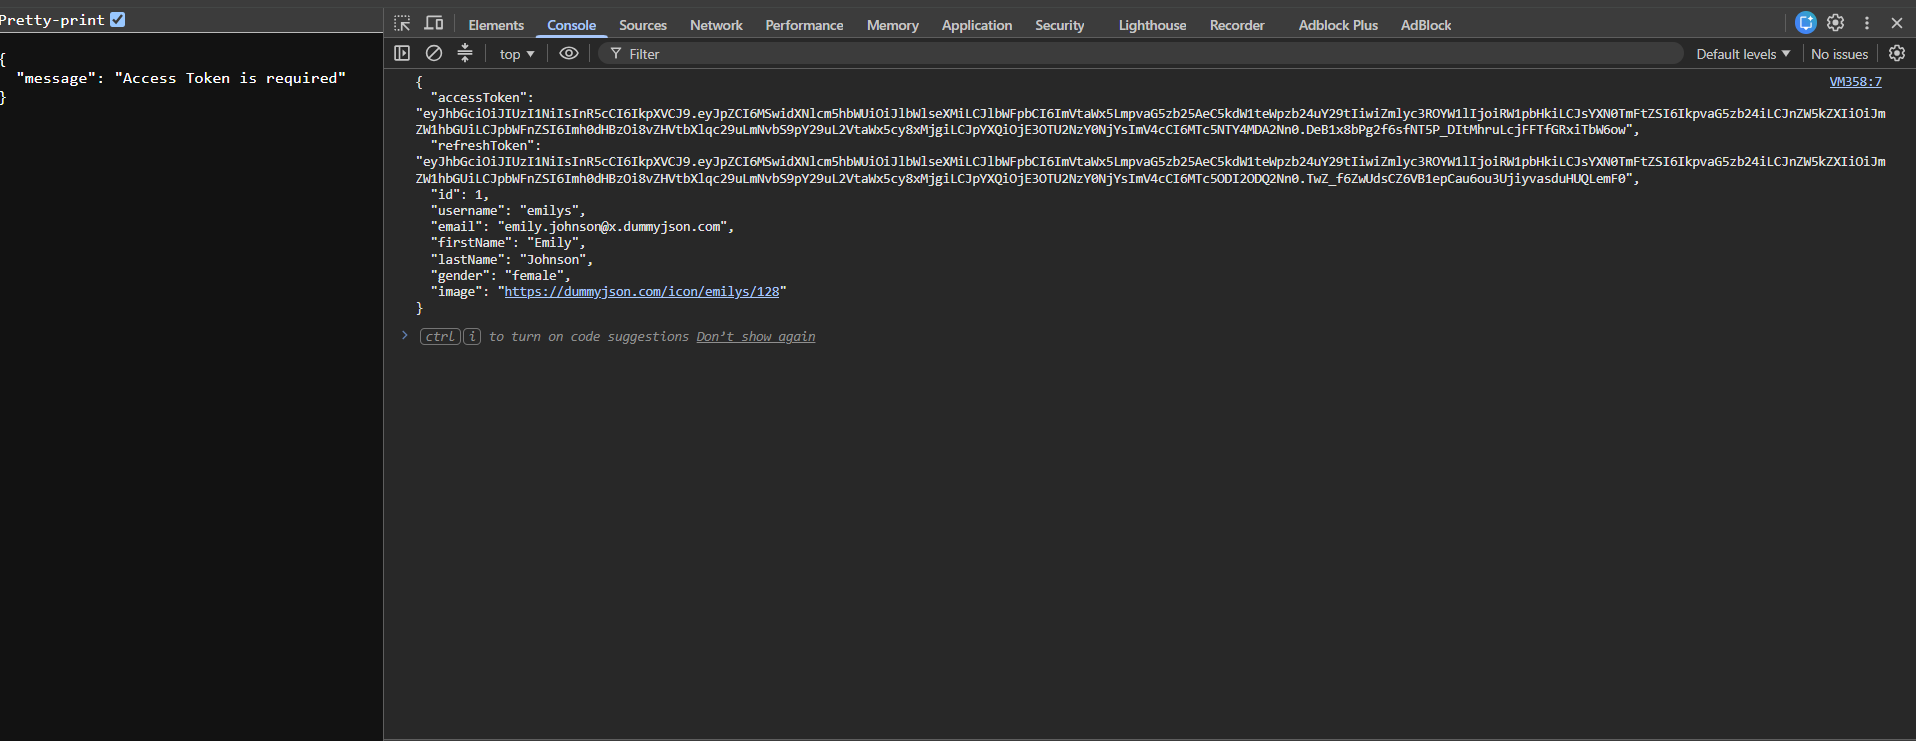 Pretty-print
{
"message": "Access Token is required"
}
Elements Console Sources Network Performance Memory Application Security Lighthouse Recorder Adblock Plus AdBlock
top Filter Default levels No issues
{ VM358:7
"accessToken":
"eyJhbGciOiJIUzI1NiIsInR5cCI6IkpXVCJ9.eyJpZCI6MSwidXNlcm5hbWUiOiJlbWlseXMiLCJlbWFpbCI6ImVtaWx5LmpvaG5zb25AeC5kdW1teWpzb24uY29tIiwiZmlyc3ROYW1lIjoiRW1pbHkiLCJsYXN0TmFtZSI6IkpvaG5zb24iLCJnZW5kZXIiOiJm
ZW1hbGUiLCJpbWFnZSI6Imh0dHBzOi8vZHVtbXlqc29uLmNvbS9pY29uL2VtaWx5cy8xMjgiLCJpYXQiOjE3OTU2NzY0NjYsImV4cCI6MTc5NTY4MDA2Nn0.DeB1x8bPg2f6sfNT5P_DItMhruLcjFFTfGRxiTbW6ow",
"refreshToken":
"eyJhbGciOiJIUzI1NiIsInR5cCI6IkpXVCJ9.eyJpZCI6MSwidXNlcm5hbWUiOiJlbWlseXMiLCJlbWFpbCI6ImVtaWx5LmpvaG5zb25AeC5kdW1teWpzb24uY29tIiwiZmlyc3ROYW1lIjoiRW1pbHkiLCJsYXN0TmFtZSI6IkpvaG5zb24iLCJnZW5kZXIiOiJm
ZW1hbGUiLCJpbWFnZSI6Imh0dHBzOi8vZHVtbXlqc29uLmNvbS9pY29uL2VtaWx5cy8xMjgiLCJpYXQiOjE3OTU2NzY0NjYsImV4cCI6MTc5ODI2ODQ2Nn0.TwZ_f6ZwUdsCZ6VB1epCau6ou3UjiyvasduHUQLemF0",
"id": 1,
"username": "emilys",
"email": "emily.johnson@x.dummyjson.com",
"firstName": "Emily",
"lastName": "Johnson",
"gender": "female",
"image": "https://dummyjson.com/icon/emilys/128"
}
ctrl i to turn on code suggestions Don't show again